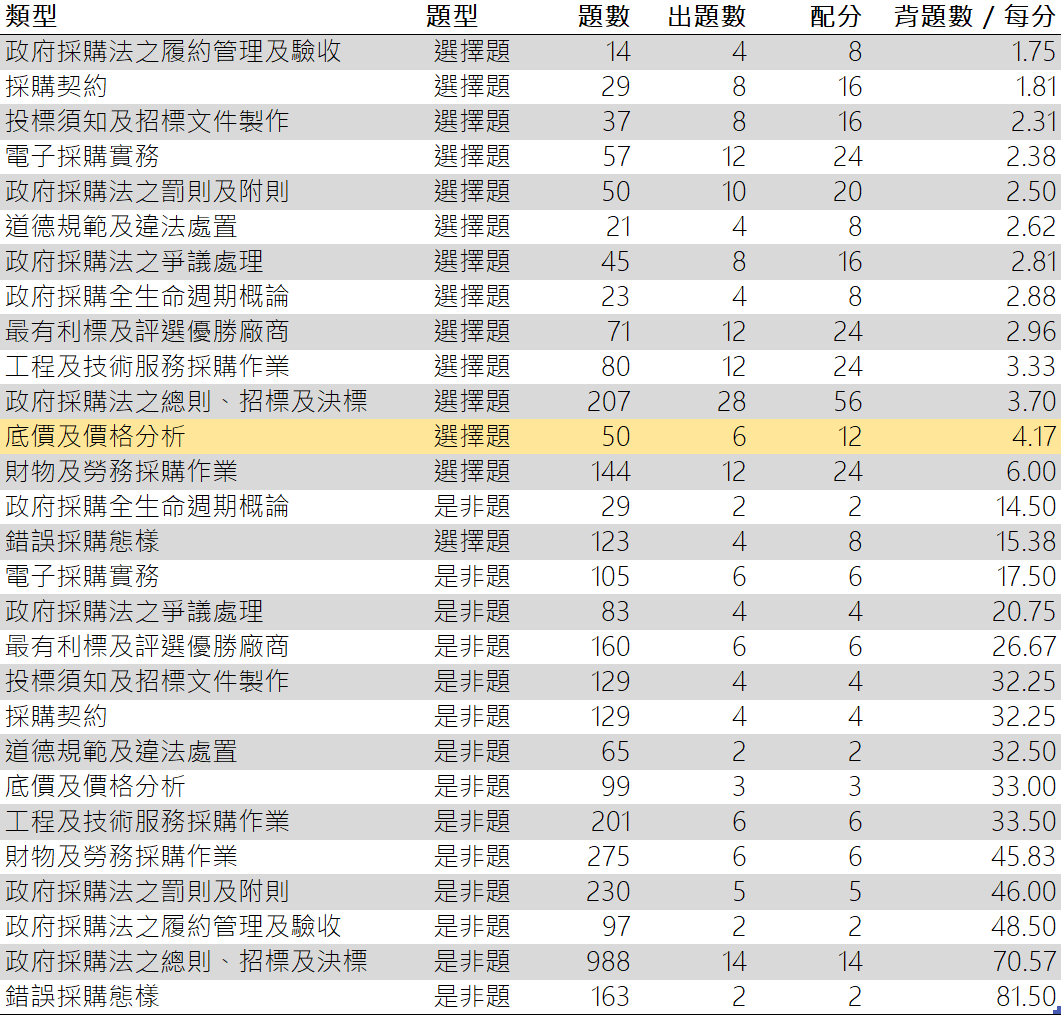 類型 題型 題數 出題數 配分 背題數 / 每分
政府採購法之履約管理及驗收 選擇題 14 4 8 1.75
採購契約 選擇題 29 8 16 1.81
投標須知及招標文件製作 選擇題 37 8 16 2.31
電子採購實務 選擇題 57 12 24 2.38
政府採購法之罰則及附則 選擇題 50 10 20 2.50
道德規範及違法處置 選擇題 21 4 8 2.62
政府採購法之爭議處理 選擇題 45 8 16 2.81
政府採購全生命週期概論 選擇題 23 4 8 2.88
最有利標及評選優勝廠商 選擇題 71 12 24 2.96
工程及技術服務採購作業 選擇題 80 12 24 3.33
政府採購法之總則、招標及決標 選擇題 207 28 56 3.70
底價及價格分析 選擇題 50 6 12 4.17
財物及勞務採購作業 選擇題 144 12 24 6.00
政府採購全生命週期概論 是非題 29 2 2 14.50
錯誤採購態樣 選擇題 123 4 8 15.38
電子採購實務 是非題 105 6 6 17.50
政府採購法之爭議處理 是非題 83 4 4 20.75
最有利標及評選優勝廠商 是非題 160 6 6 26.67
投標須知及招標文件製作 是非題 129 4 4 32.25
採購契約 是非題 129 4 4 32.25
道德規範及違法處置 是非題 65 2 2 32.50
底價及價格分析 是非題 99 3 3 33.00
工程及技術服務採購作業 是非題 201 6 6 33.50
財物及勞務採購作業 是非題 275 6 6 45.83
政府採購法之罰則及附則 是非題 230 5 5 46.00
政府採購法之履約管理及驗收 是非題 97 2 2 48.50
政府採購法之總則、招標及決標 是非題 988 14 14 70.57
錯誤採購態樣 是非題 163 2 2 81.50